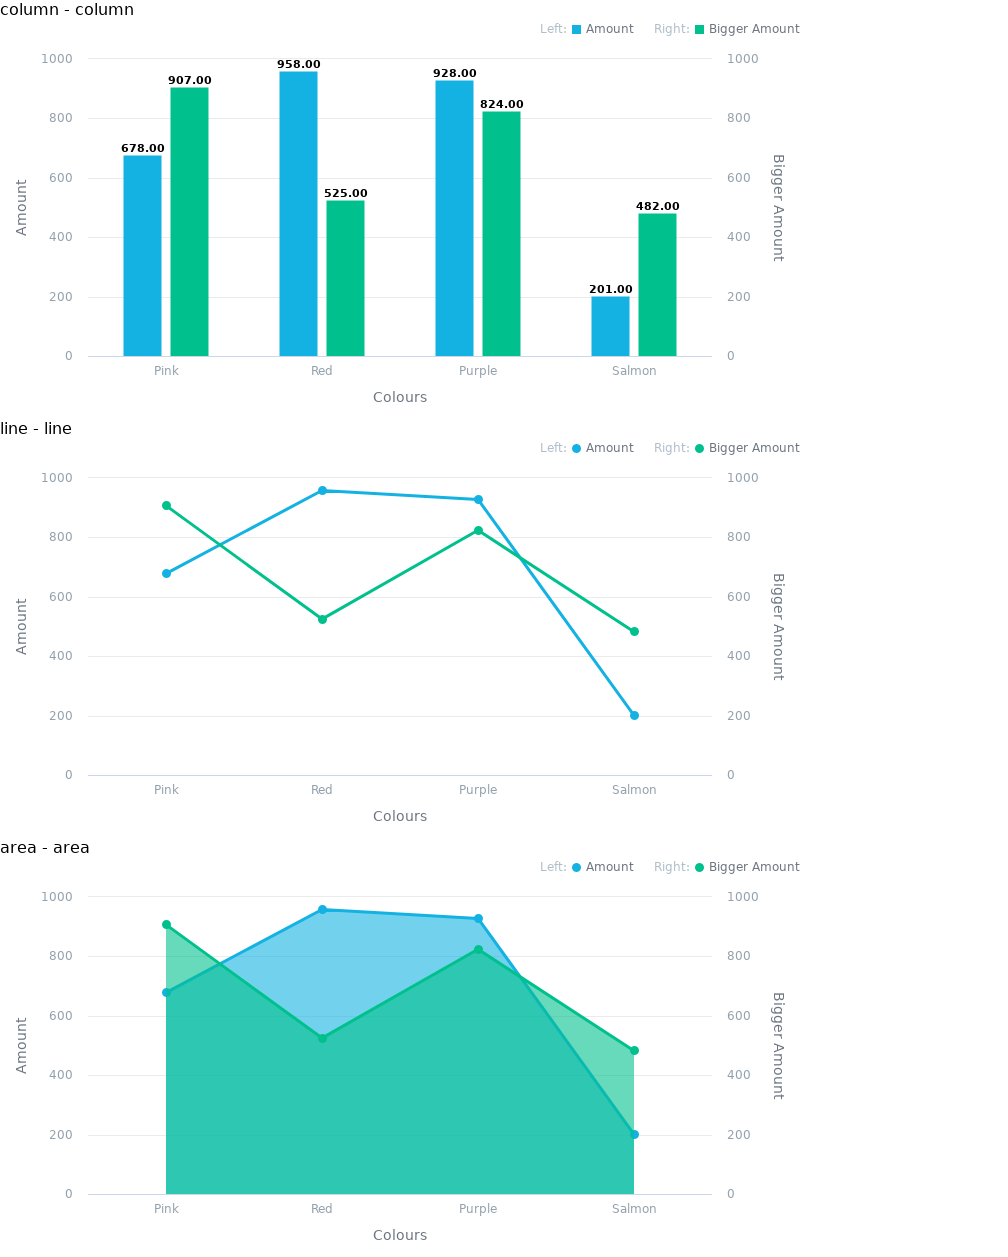 column - column
Left: Amount Right: Bigger Amount
1000 1000
958.00
928.00
907.00
824.00
800 800
678.00
600 600
525.00
482.00
400 400
201.00
200 200
0 0
Amount
Bigger Amount
Pink Red Purple Salmon
Colours
line - line
Left: Amount Right: Bigger Amount
1000 1000
800 800
600 600
400 400
200 200
0 0
Amount
Bigger Amount
Pink Red Purple Salmon
Colours
area - area
Left: Amount Right: Bigger Amount
1000 1000
800 800
600 600
400 400
200 200
0 0
Amount
Bigger Amount
Pink Red Purple Salmon
Colours